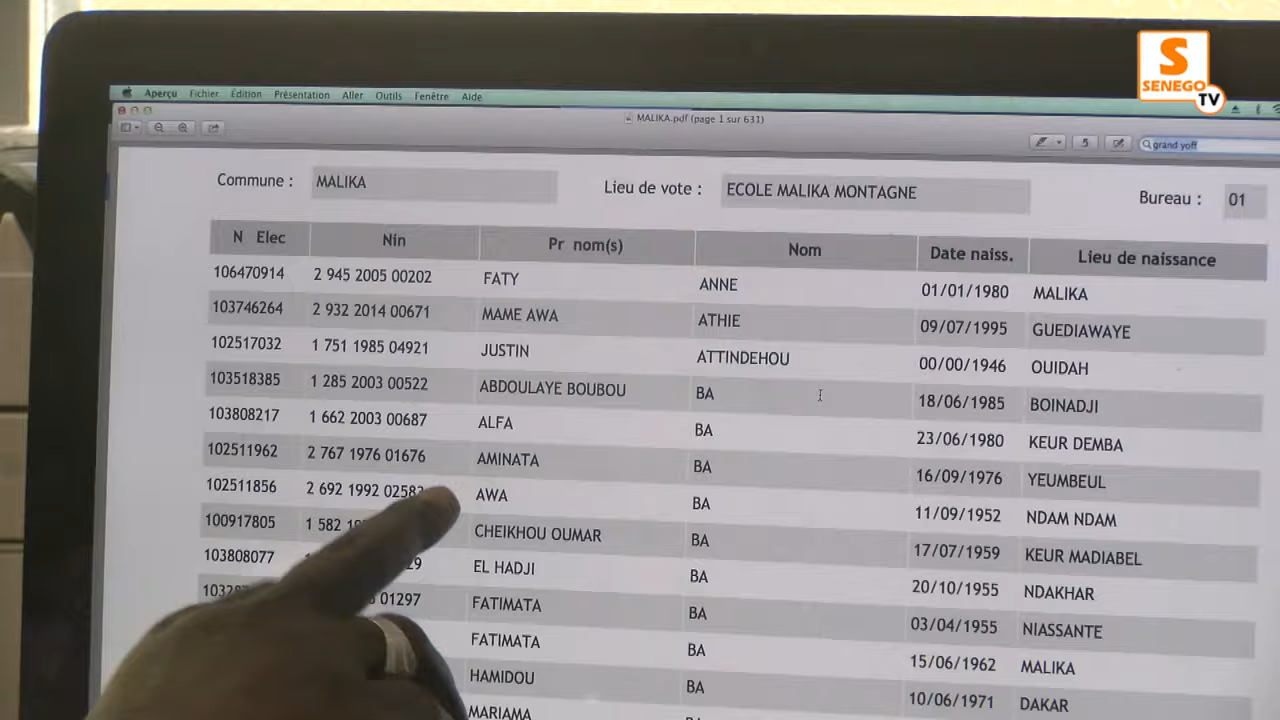 S
SENEGO
TV
Aperçu Fichier Édition Présentation Aller Outils Fenêtre Aide
MALIKA.pdf (page 1 sur 631)
grand yoff
Commune : MALIKA Lieu de vote : ECOLE MALIKA MONTAGNE Bureau : 01
N Elec Nin Pr nom(s) Nom Date naiss. Lieu de naissance
106470914 2 945 2005 00202 FATY ANNE 01/01/1980 MALIKA
103746264 2 932 2014 00671 MAME AWA ATHIE 09/07/1995 GUEDIAWAYE
102517032 1 751 1985 04921 JUSTIN ATTINDEHOU 00/00/1946 OUIDAH
103518385 1 285 2003 00522 ABDOULAYE BOUBOU BA 18/06/1985 BOINADJI
103808217 1 662 2003 00687 ALFA BA 23/06/1980 KEUR DEMBA
102511962 2 767 1976 01676 AMINATA BA 16/09/1976 YEUMBEUL
102511856 2 692 1992 AWA BA 11/09/1952 NDAM NDAM
100917805 1 582 CHEIKHOU OUMAR BA 17/07/1959 KEUR MADIABEL
103808077 EL HADJI BA 20/10/1955 NDAKHAR
01297 FATIMATA BA 03/04/1955 NIASSANTE
FATIMATA BA 15/06/1962 MALIKA
HAMIDOU BA 10/06/1971 DAKAR
MARIAMA